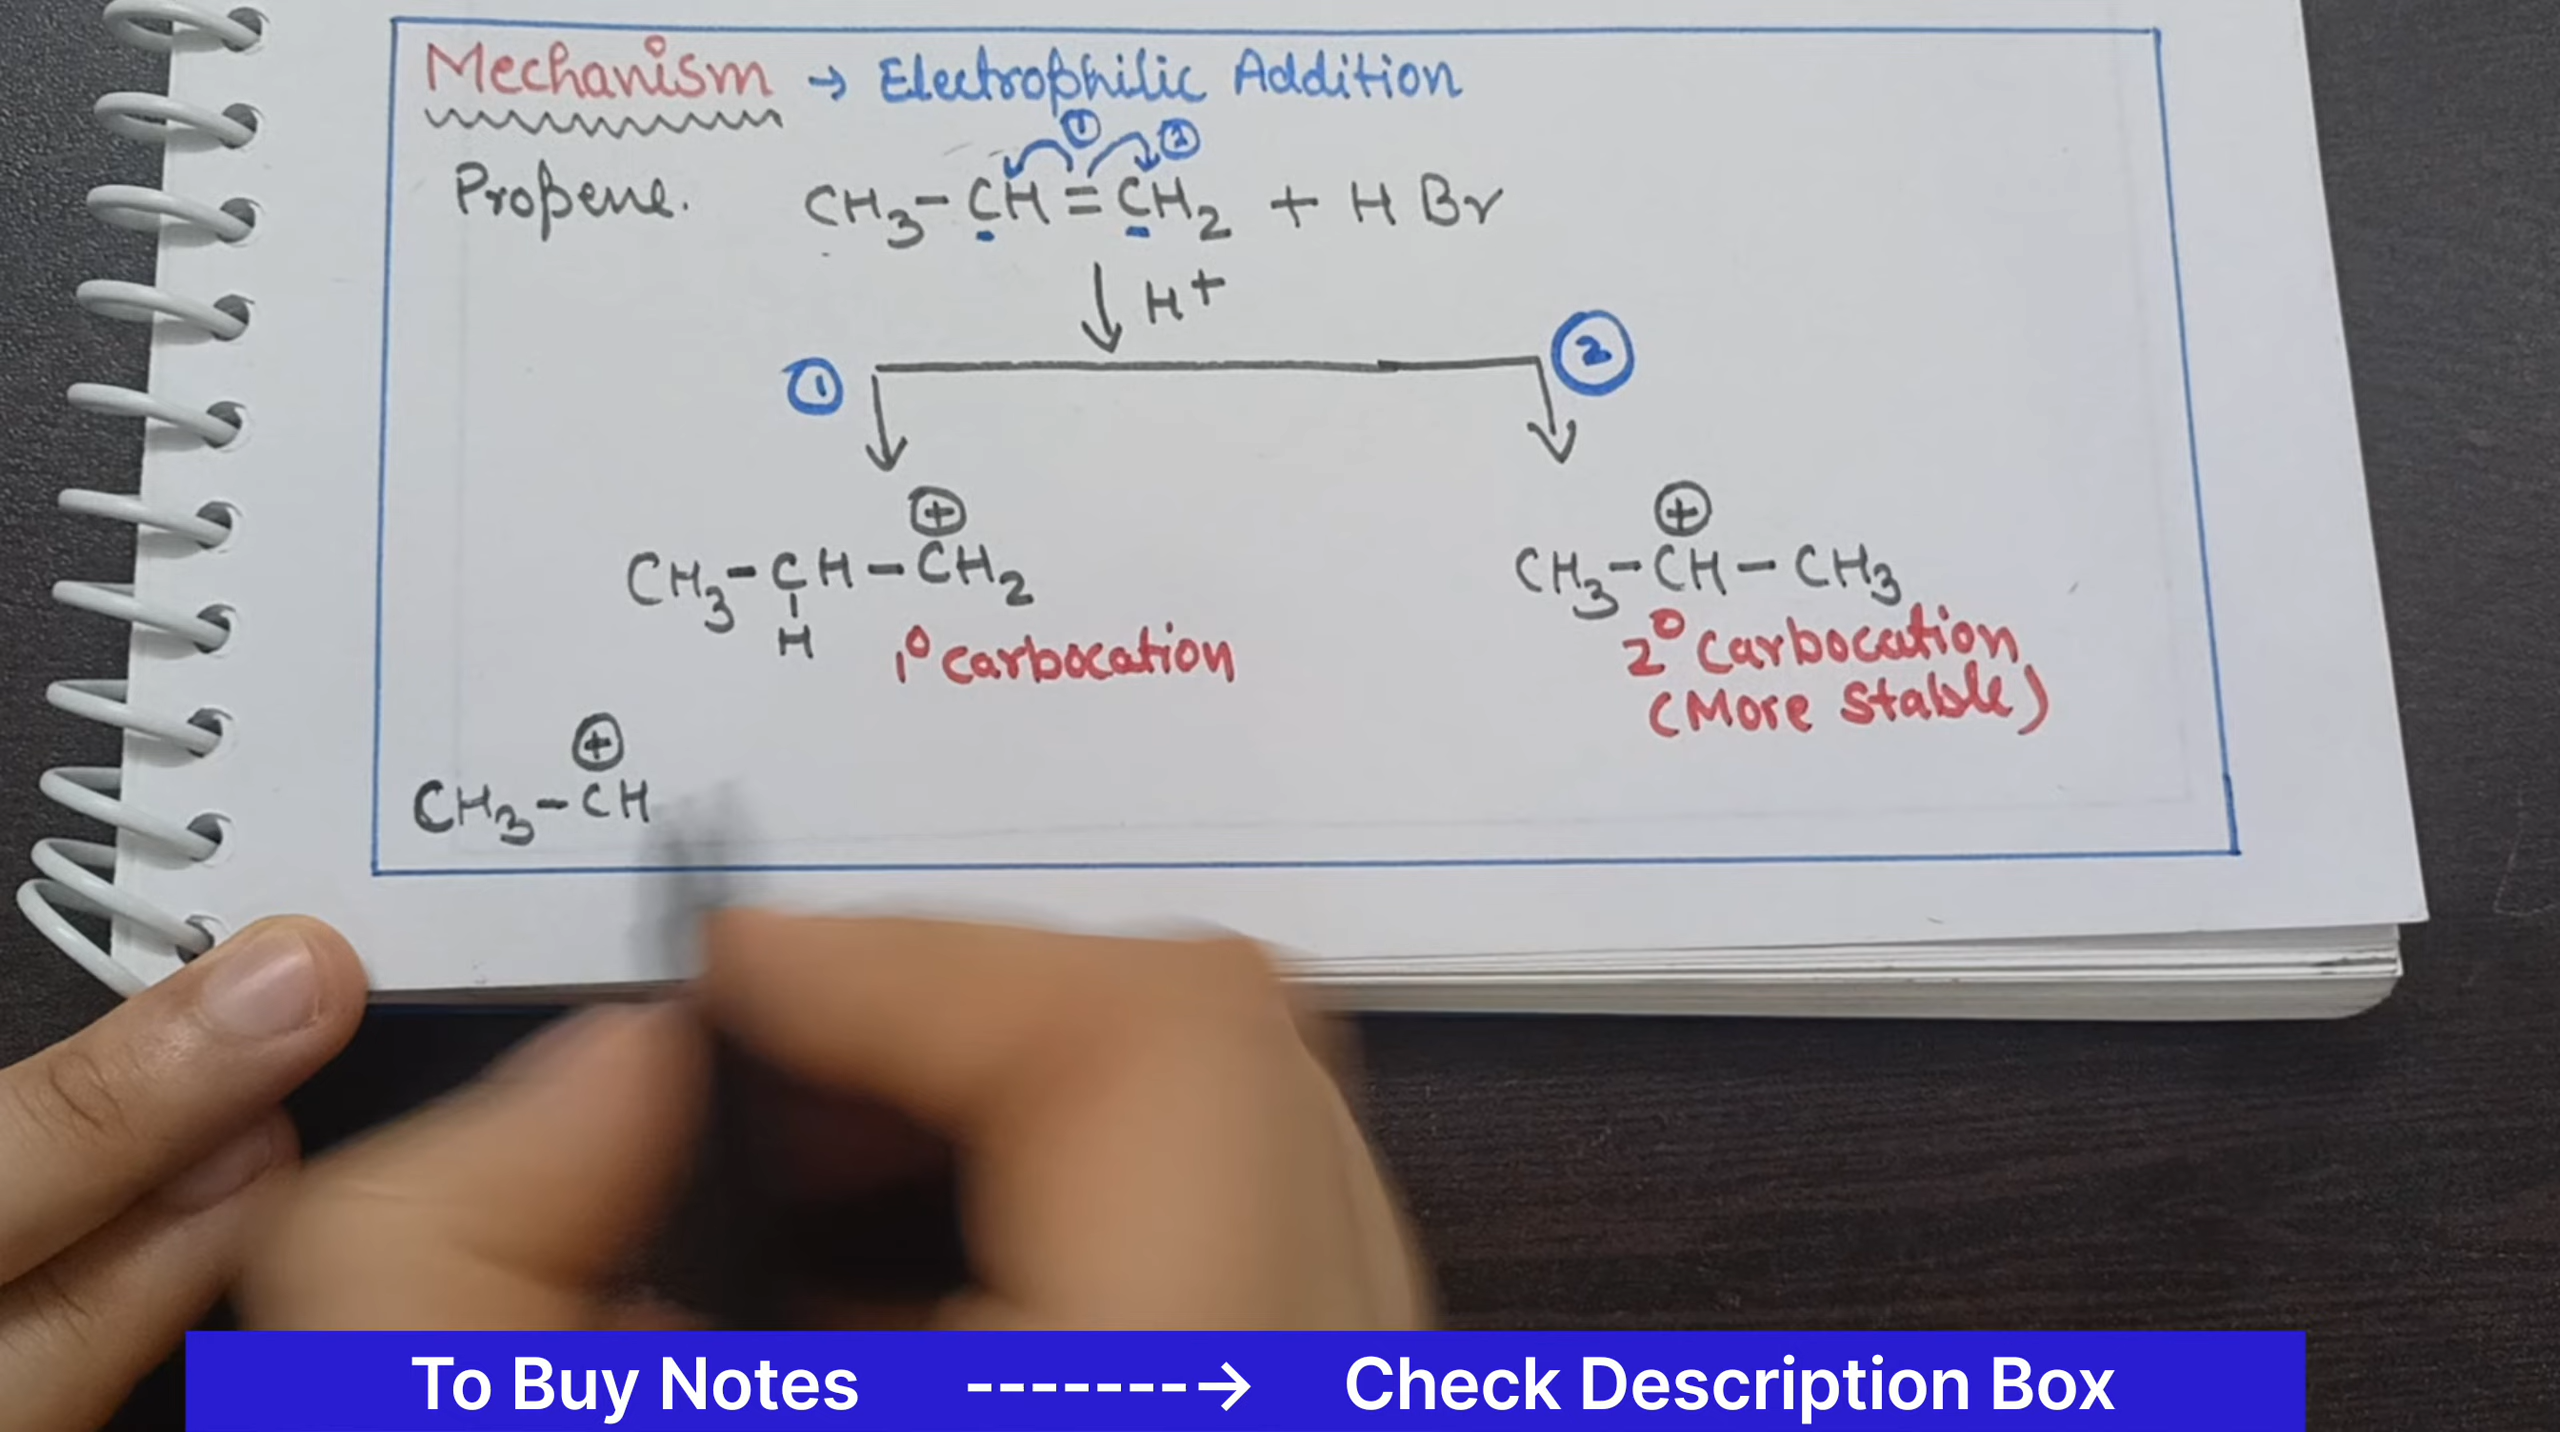 Mechanism → Electrophilic Addition
① ②
Propene. CH₃-CH=CH₂ + H Br
↓ H⁺
① ②
⊕ ⊕
CH₃-CH-CH₂ CH₃-CH-CH₃
H 1° carbocation 2° carbocation
(More stable)
⊕
CH₃-CH
To Buy Notes -------→ Check Description Box